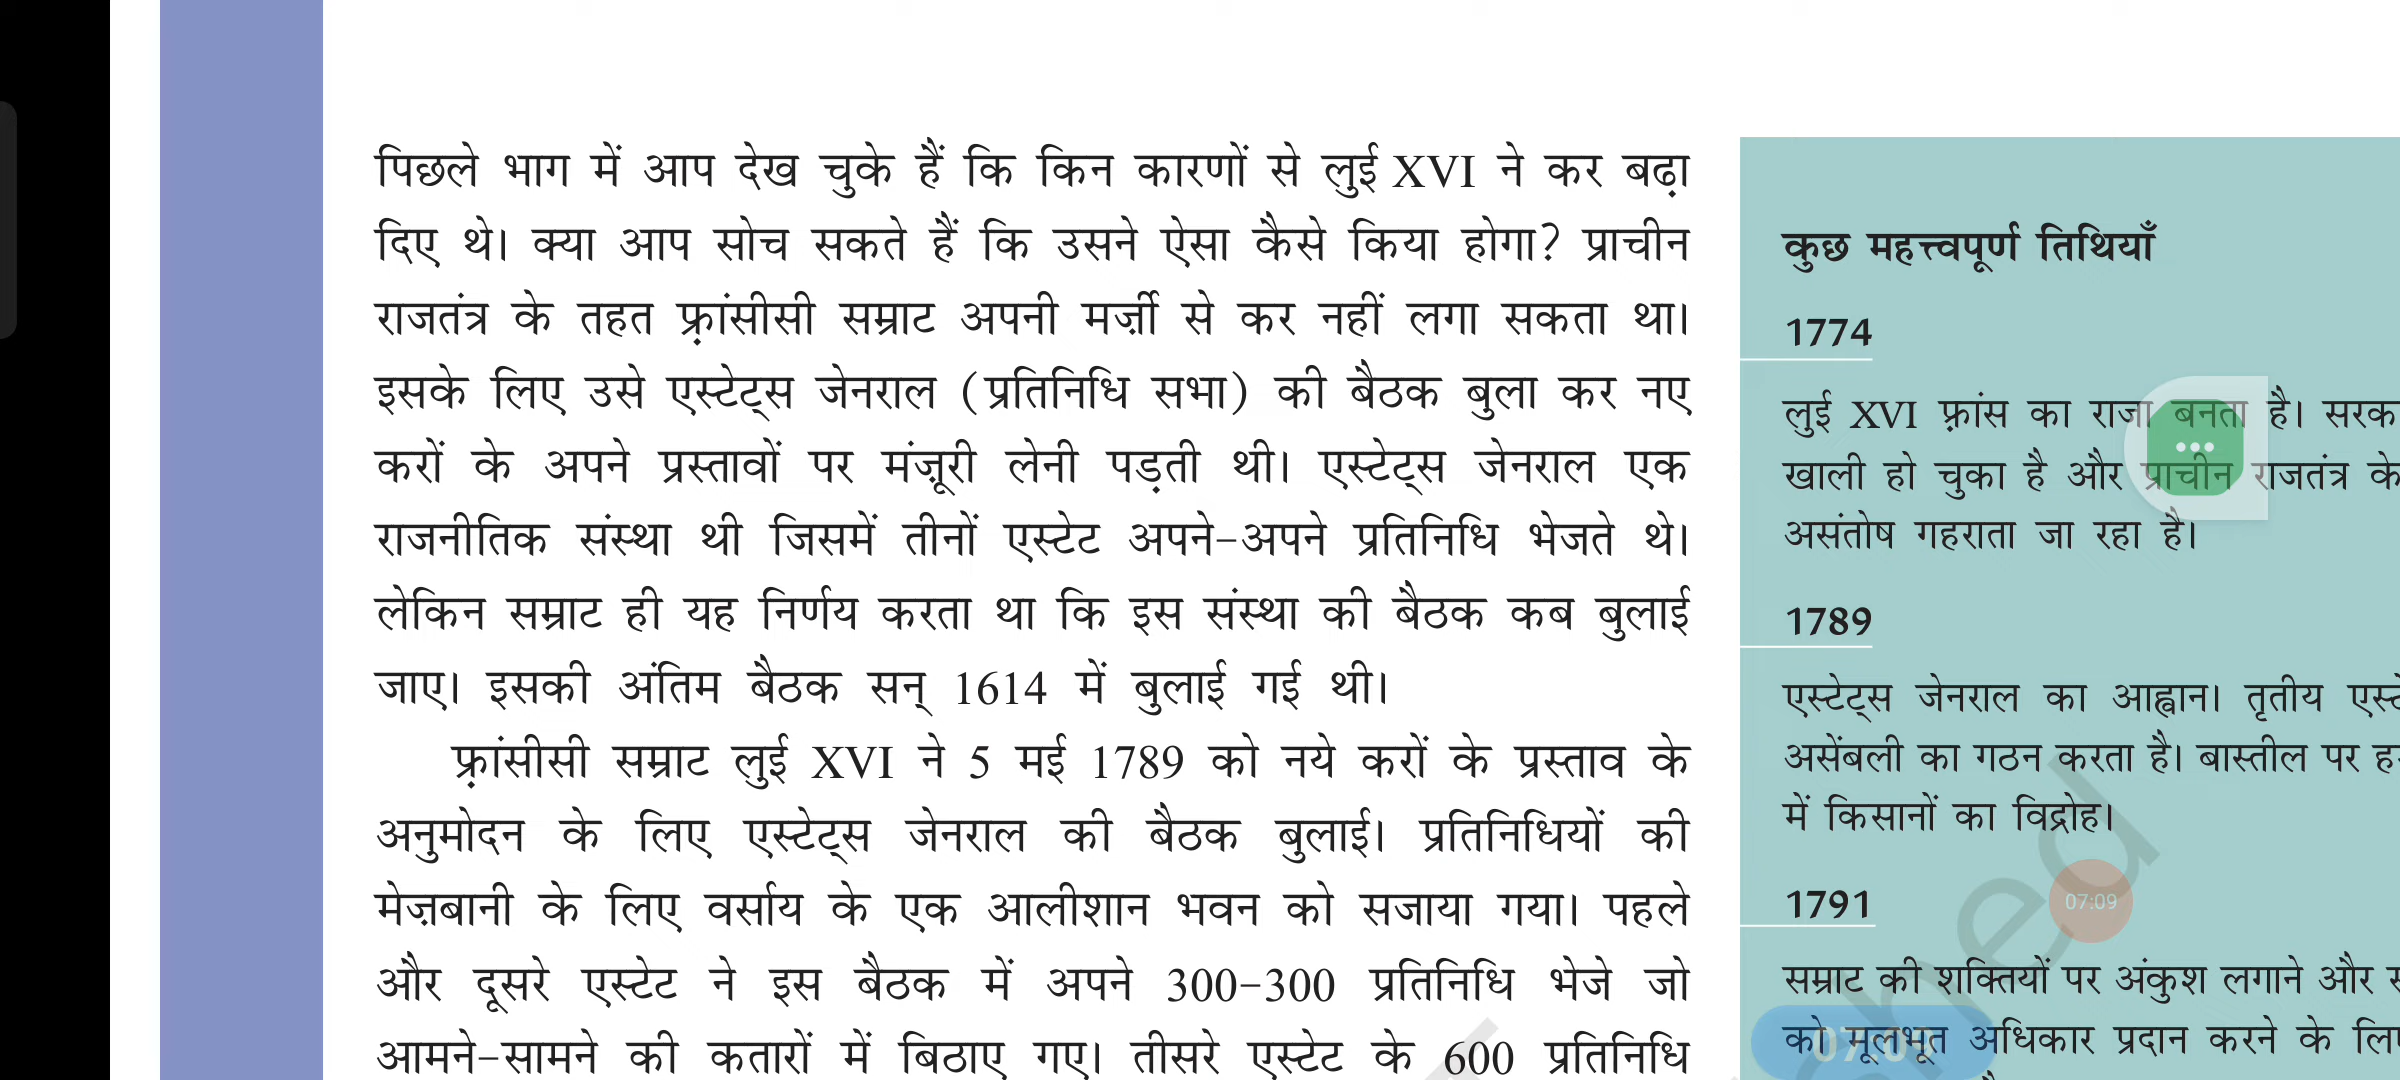 पिछले भाग में आप देख चुके हैं कि किन कारणों से लुई XVI ने कर बढ़ा
दिए थे। क्या आप सोच सकते हैं कि उसने ऐसा कैसे किया होगा? प्राचीन
राजतंत्र के तहत फ़्रांसीसी सम्राट अपनी मर्ज़ी से कर नहीं लगा सकता था।
इसके लिए उसे एस्टेट्स जेनराल (प्रतिनिधि सभा) की बैठक बुला कर नए
करों के अपने प्रस्तावों पर मंज़ूरी लेनी पड़ती थी। एस्टेट्स जेनराल एक
राजनीतिक संस्था थी जिसमें तीनों एस्टेट अपने-अपने प्रतिनिधि भेजते थे।
लेकिन सम्राट ही यह निर्णय करता था कि इस संस्था की बैठक कब बुलाई
जाए। इसकी अंतिम बैठक सन् 1614 में बुलाई गई थी।
फ़्रांसीसी सम्राट लुई XVI ने 5 मई 1789 को नये करों के प्रस्ताव के
अनुमोदन के लिए एस्टेट्स जेनराल की बैठक बुलाई। प्रतिनिधियों की
मेज़बानी के लिए वर्साय के एक आलीशान भवन को सजाया गया। पहले
और दूसरे एस्टेट ने इस बैठक में अपने 300-300 प्रतिनिधि भेजे जो
आमने-सामने की कतारों में बिठाए गए। तीसरे एस्टेट के 600 प्रतिनिधि
कुछ महत्त्वपूर्ण तिथियाँ
1774
लुई XVI फ़्रांस का राजा बनता है। सरक
खाली हो चुका है और प्राचीन राजतंत्र के
असंतोष गहराता जा रहा है।
1789
एस्टेट्स जेनराल का आह्वान। तृतीय एस्टे
असेंबली का गठन करता है। बास्तील पर ह
में किसानों का विद्रोह।
1791
07:09
सम्राट की शक्तियों पर अंकुश लगाने और स
को मूलभूत अधिकार प्रदान करने के लिए
07:09